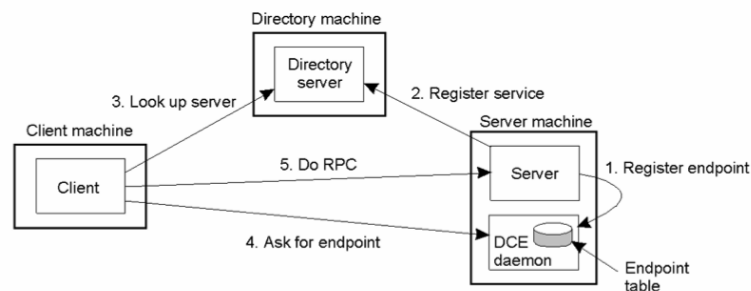 Directory machine
Directory
server
3. Look up server
2. Register service
Client machine
Server machine
5. Do RPC
1. Register endpoint
Client
Server
4. Ask for endpoint
DCE
daemon
Endpoint
table